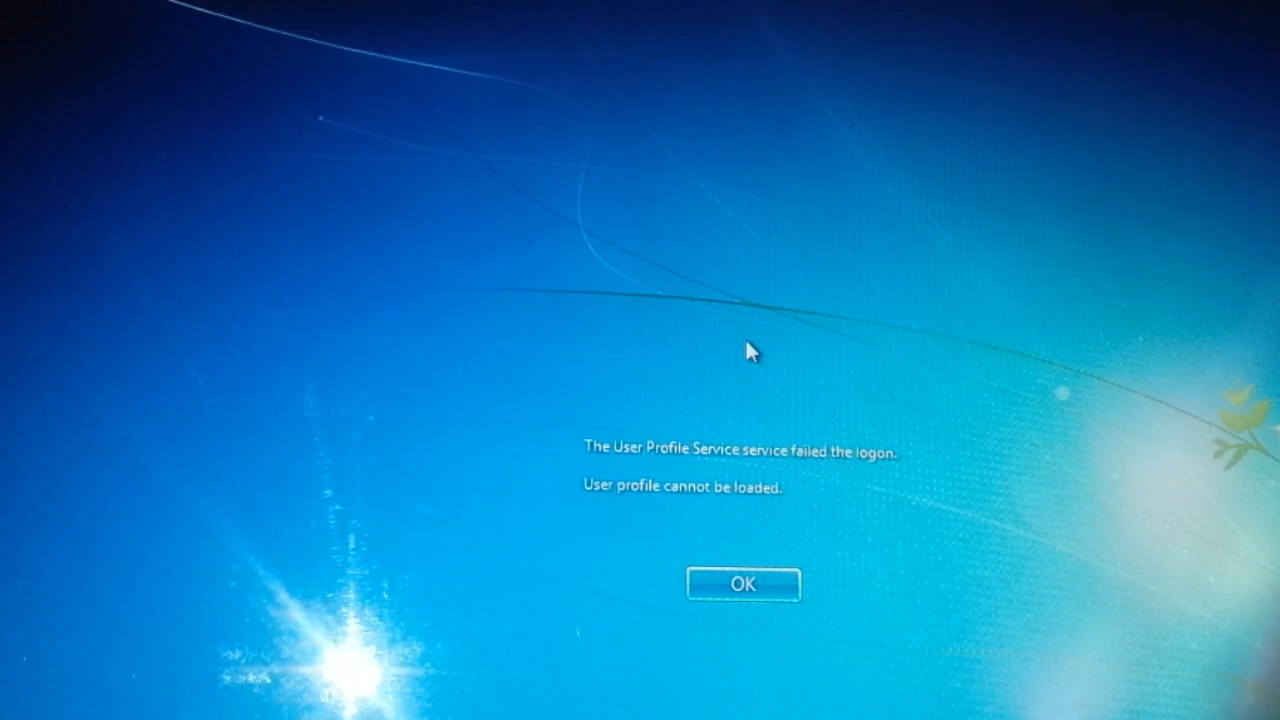 The User Profile Service service failed the logon.
User profile cannot be loaded.
OK